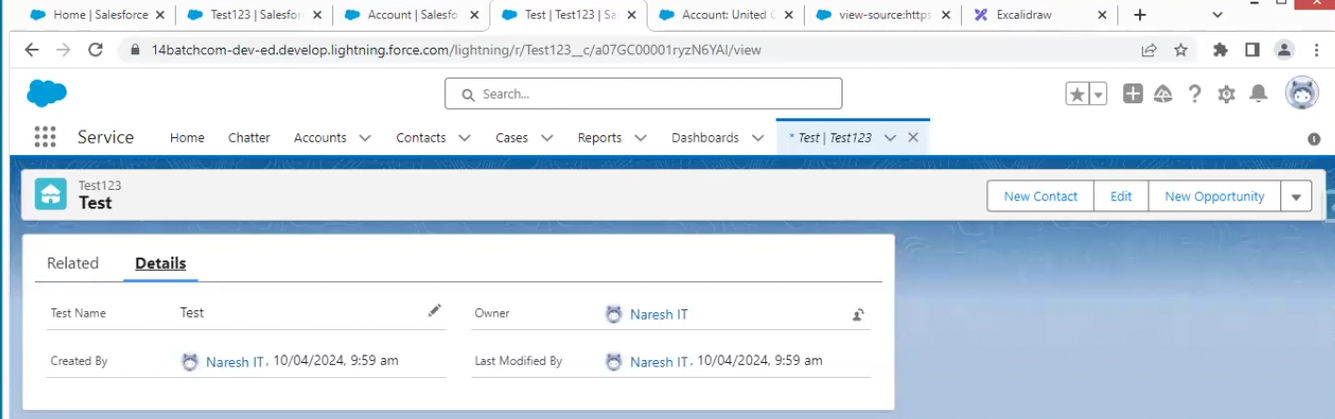 Home | Salesforce
Test123 | Salesfor
Account | Salesfo
Test | Test123 | Sa
Account: United
view-source:https
Excalidraw
14batchcom-dev-ed.develop.lightning.force.com/lightning/r/Test123__c/a07GC00001ryzN6YAI/view
Search...
Service Home Chatter Accounts Contacts Cases Reports Dashboards * Test | Test123
Test123
Test
New Contact Edit New Opportunity
Related Details
Test Name Test Owner Naresh IT
Created By Naresh IT, 10/04/2024, 9:59 am Last Modified By Naresh IT, 10/04/2024, 9:59 am